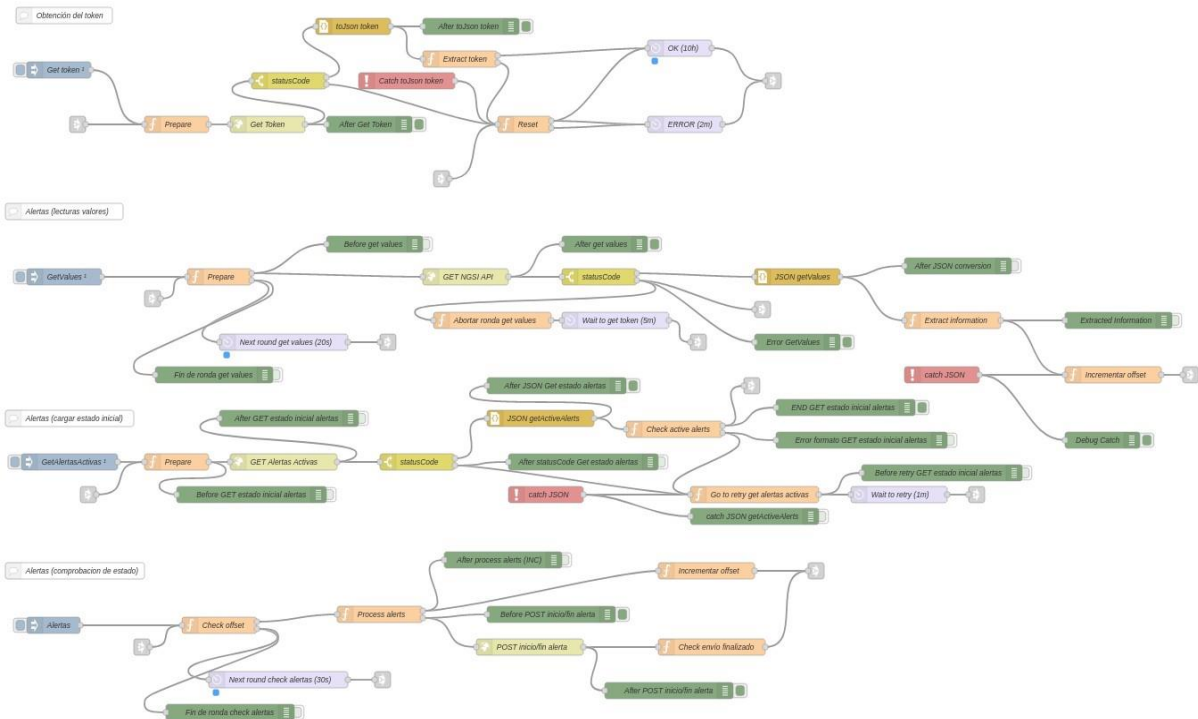 Obtención del token
toJson token
After toJson token
OK (10h)
Extract token
Get token ¹
statusCode
Catch toJson token
Prepare
Get Token
After Get Token
Reset
ERROR (2m)
Alertas (lecturas valores)
Before get values
After get values
After JSON conversion
GetValues ¹
Prepare
GET NGSI API
statusCode
JSON getValues
Abortar ronda get values
Wait to get token (5m)
Extract information
Extracted Information
Next round get values (20s)
Error GetValues
Fin de ronda get values
catch JSON
Incrementar offset
After JSON Get estado alertas
Alertas (cargar estado inicial)
After GET estado inicial alertas
JSON getActiveAlerts
END GET estado inicial alertas
Check active alerts
Error formato GET estado inicial alertas
Debug Catch
GetAlertasActivas ¹
Prepare
GET Alertas Activas
statusCode
After statusCode Get estado alertas
Before retry GET estado inicial alertas
Before GET estado inicial alertas
catch JSON
Go to retry get alertas activas
Wait to retry (1m)
catch JSON getActiveAlerts
After process alerts (INC)
Alertas (comprobacion de estado)
Incrementar offset
Process alerts
Before POST inicio/fin alerta
Alertas
Check offset
POST inicio/fin alerta
Check envío finalizado
Next round check alertas (30s)
After POST inicio/fin alerta
Fin de ronda check alertas